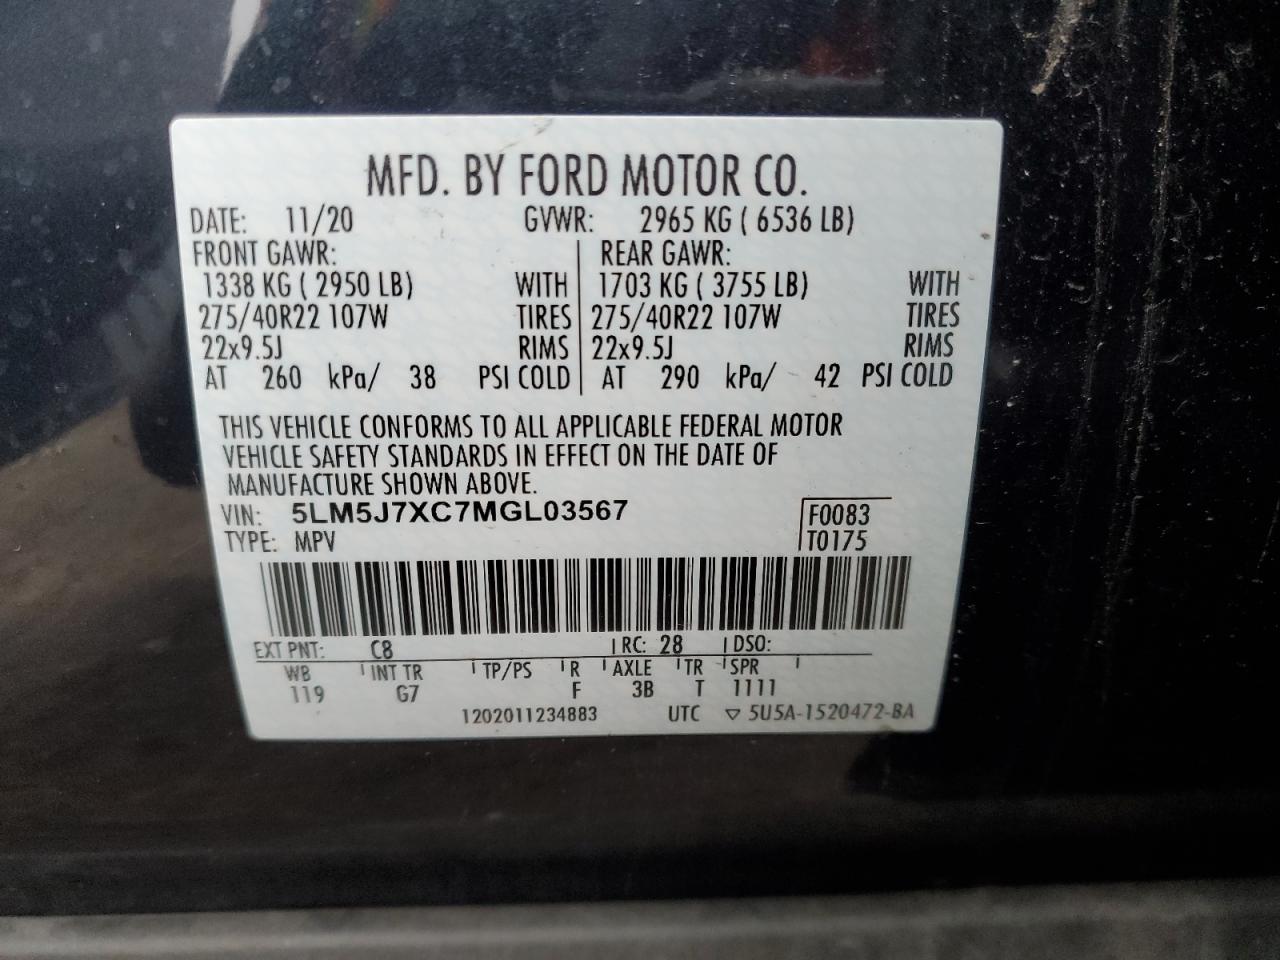 MFD. BY FORD MOTOR CO.
DATE: 11/20 GVWR: 2965 KG ( 6536 LB)
FRONT GAWR: REAR GAWR:
1338 KG ( 2950 LB) WITH 1703 KG ( 3755 LB) WITH
275/40R22 107W TIRES 275/40R22 107W TIRES
22x9.5J RIMS 22x9.5J RIMS
AT 260 kPa/ 38 PSI COLD AT 290 kPa/ 42 PSI COLD
THIS VEHICLE CONFORMS TO ALL APPLICABLE FEDERAL MOTOR
VEHICLE SAFETY STANDARDS IN EFFECT ON THE DATE OF
MANUFACTURE SHOWN ABOVE.
VIN: 5LM5J7XC7MGL03567 F0083
TYPE: MPV T0175
EXT PNT: C8 RC: 28 DSO:
WB INT TR TP/PS R AXLE TR SPR
119 G7 F 3B T 1111
1202011234883 UTC ▽ 5U5A-1520472-BA